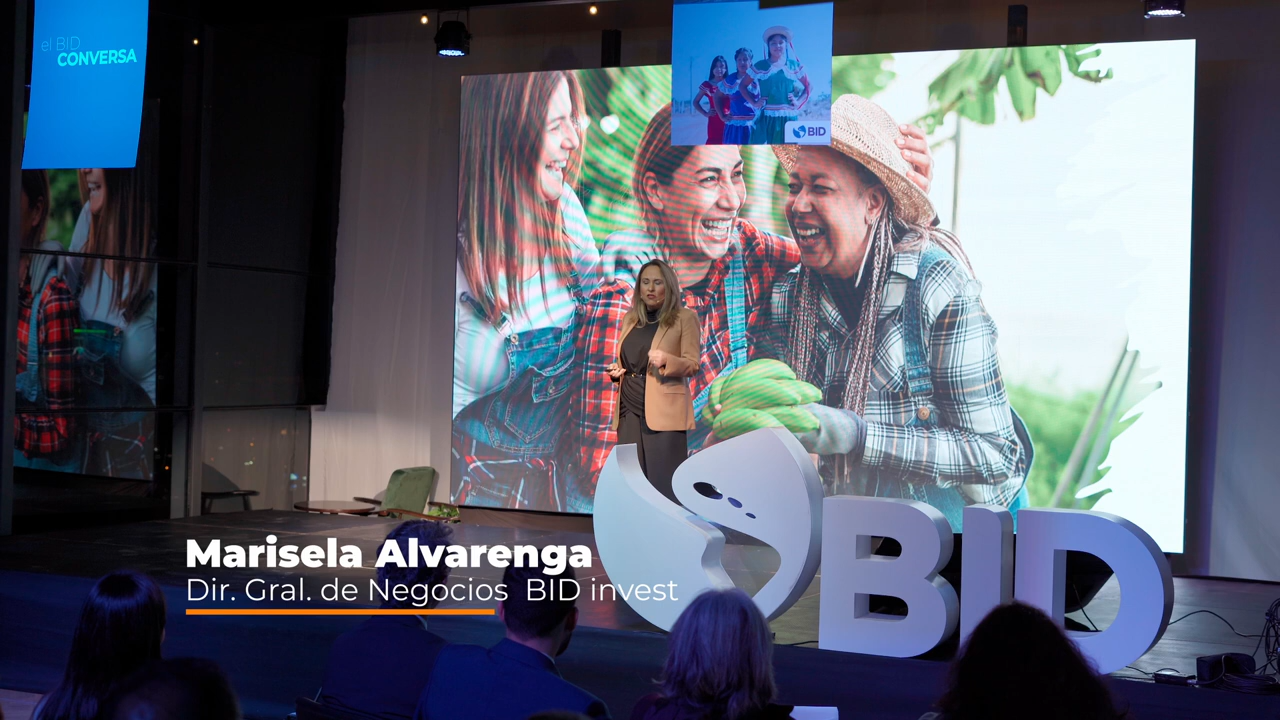 el BID
CONVERSA
BID
Marisela Alvarenga
Dir. Gral. de Negocios BID invest
BID